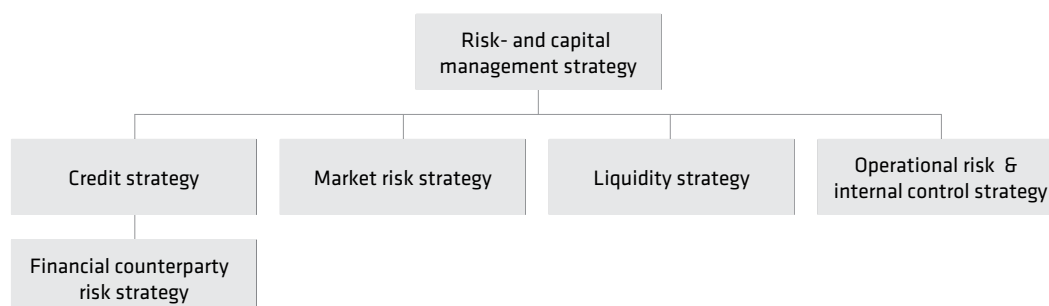 Risk- and capital
management strategy
Credit strategy
Market risk strategy
Liquidity strategy
Operational risk &
internal control strategy
Financial counterparty
risk strategy